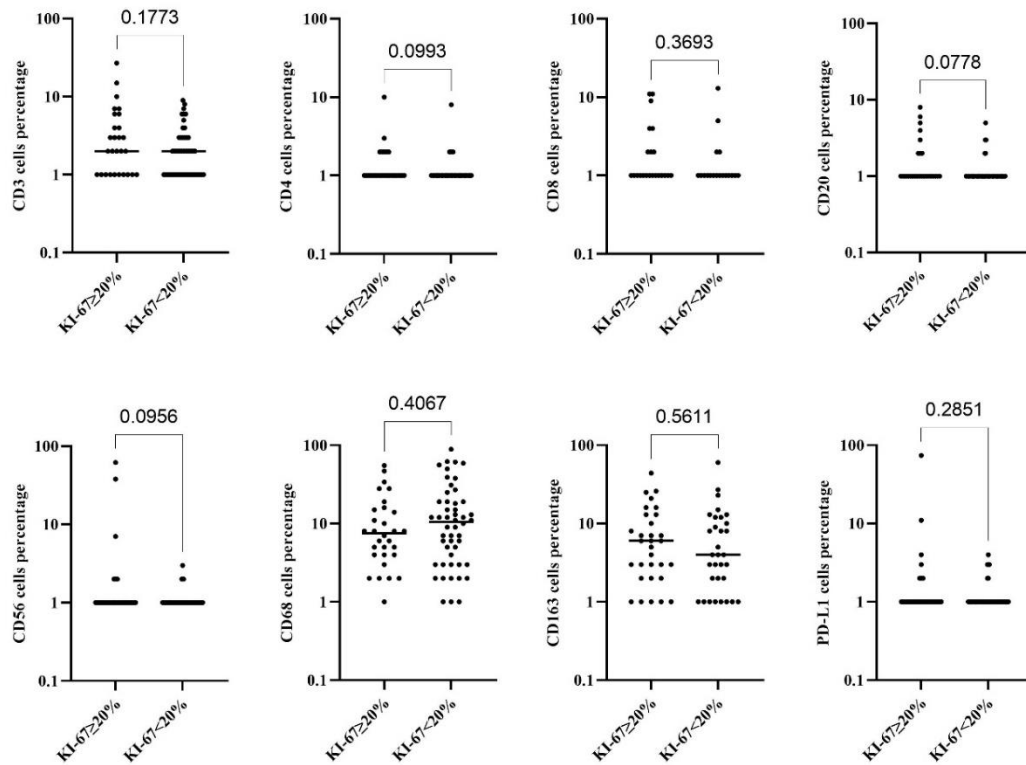 0.1773
CD3 cells percentage
100
10
1
0.1
KI-67≥20%
KI-67<20%
0.0993
CD4 cells percentage
100
10
1
0.1
KI-67≥20%
KI-67<20%
0.3693
CD8 cells percentage
100
10
1
0.1
KI-67≥20%
KI-67<20%
0.0778
CD20 cells percentage
100
10
1
0.1
KI-67≥20%
KI-67<20%
0.0956
CD56 cells percentage
100
10
1
0.1
KI-67≥20%
KI-67<20%
0.4067
CD68 cells percentage
100
10
1
0.1
KI-67≥20%
KI-67<20%
0.5611
CD163 cells percentage
100
10
1
0.1
KI-67≥20%
KI-67<20%
0.2851
PD-L1 cells percentage
100
10
1
0.1
KI-67≥20%
KI-67<20%